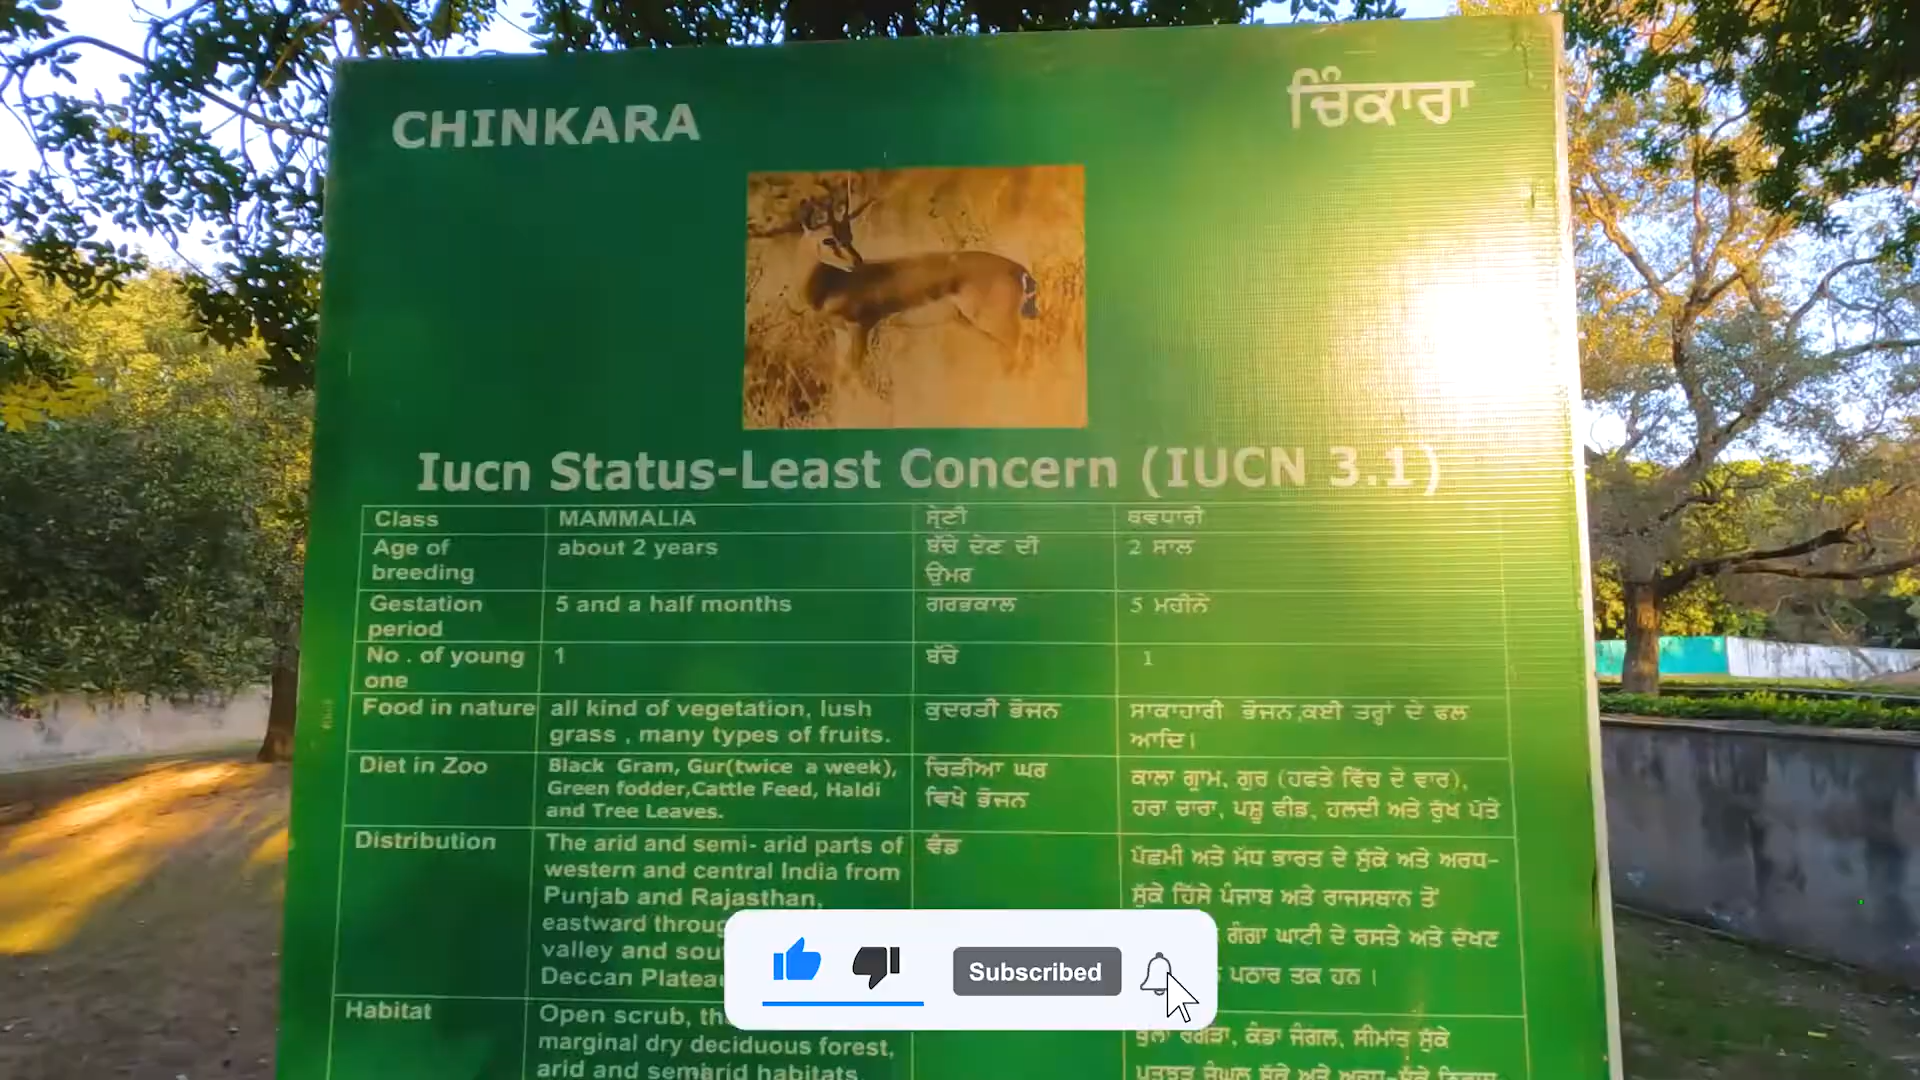 CHINKARA
ਚਿੰਕਾਰਾ
Iucn Status-Least Concern (IUCN 3.1)
Class MAMMALIA ਸ਼੍ਰੇਣੀ ਥਣਧਾਰੀ
Age of breeding about 2 years ਬੱਚੇ ਦੇਣ ਦੀ ਉਮਰ 2 ਸਾਲ
Gestation period 5 and a half months ਗਰਭਕਾਲ 5 ਮਹੀਨੇ
No . of young one 1 ਬੱਚੇ 1
Food in nature all kind of vegetation, lush
grass , many types of fruits.
ਕੁਦਰਤੀ ਭੋਜਨ ਸਾਕਾਹਾਰੀ ਭੋਜਨ,ਕਈ ਤਰ੍ਹਾਂ ਦੇ ਫਲ
ਆਦਿ।
Diet in Zoo Black Gram, Gur(twice a week),
Green fodder,Cattle Feed, Haldi
and Tree Leaves.
ਚਿੜੀਆ ਘਰ
ਵਿਖੇ ਭੋਜਨ
ਕਾਲਾ ਗ੍ਰਾਮ, ਗੁਰ (ਹਫਤੇ ਵਿੱਚ ਦੋ ਵਾਰ),
ਹਰਾ ਚਾਰਾ, ਪਸ਼ੂ ਫੀਡ, ਹਲਦੀ ਅਤੇ ਰੁੱਖ ਪੱਤੇ
Distribution The arid and semi- arid parts of
western and central India from
Punjab and Rajasthan,
eastward
valley and
Deccan
ਵੰਡ
ਪੱਛਮੀ ਅਤੇ ਮੱਧ ਭਾਰਤ ਦੇ ਸੁੱਕੇ ਅਤੇ ਅਰਧ-
ਸੁੱਕੇ ਹਿੱਸੇ ਪੰਜਾਬ ਅਤੇ ਰਾਜਸਥਾਨ ਤੋਂ
ਗੰਗਾ ਘਾਟੀ ਦੇ ਰਸਤੇ ਅਤੇ ਦੱਖਣ
ਪਠਾਰ ਤਕ ਹਨ ।
Habitat Open scrub,
marginal dry deciduous forest,
arid and semiarid habitats
ਕੰਡਾ ਜੰਗਲ, ਸੀਮਾਂਤ ਸੁੱਕੇ
Subscribed